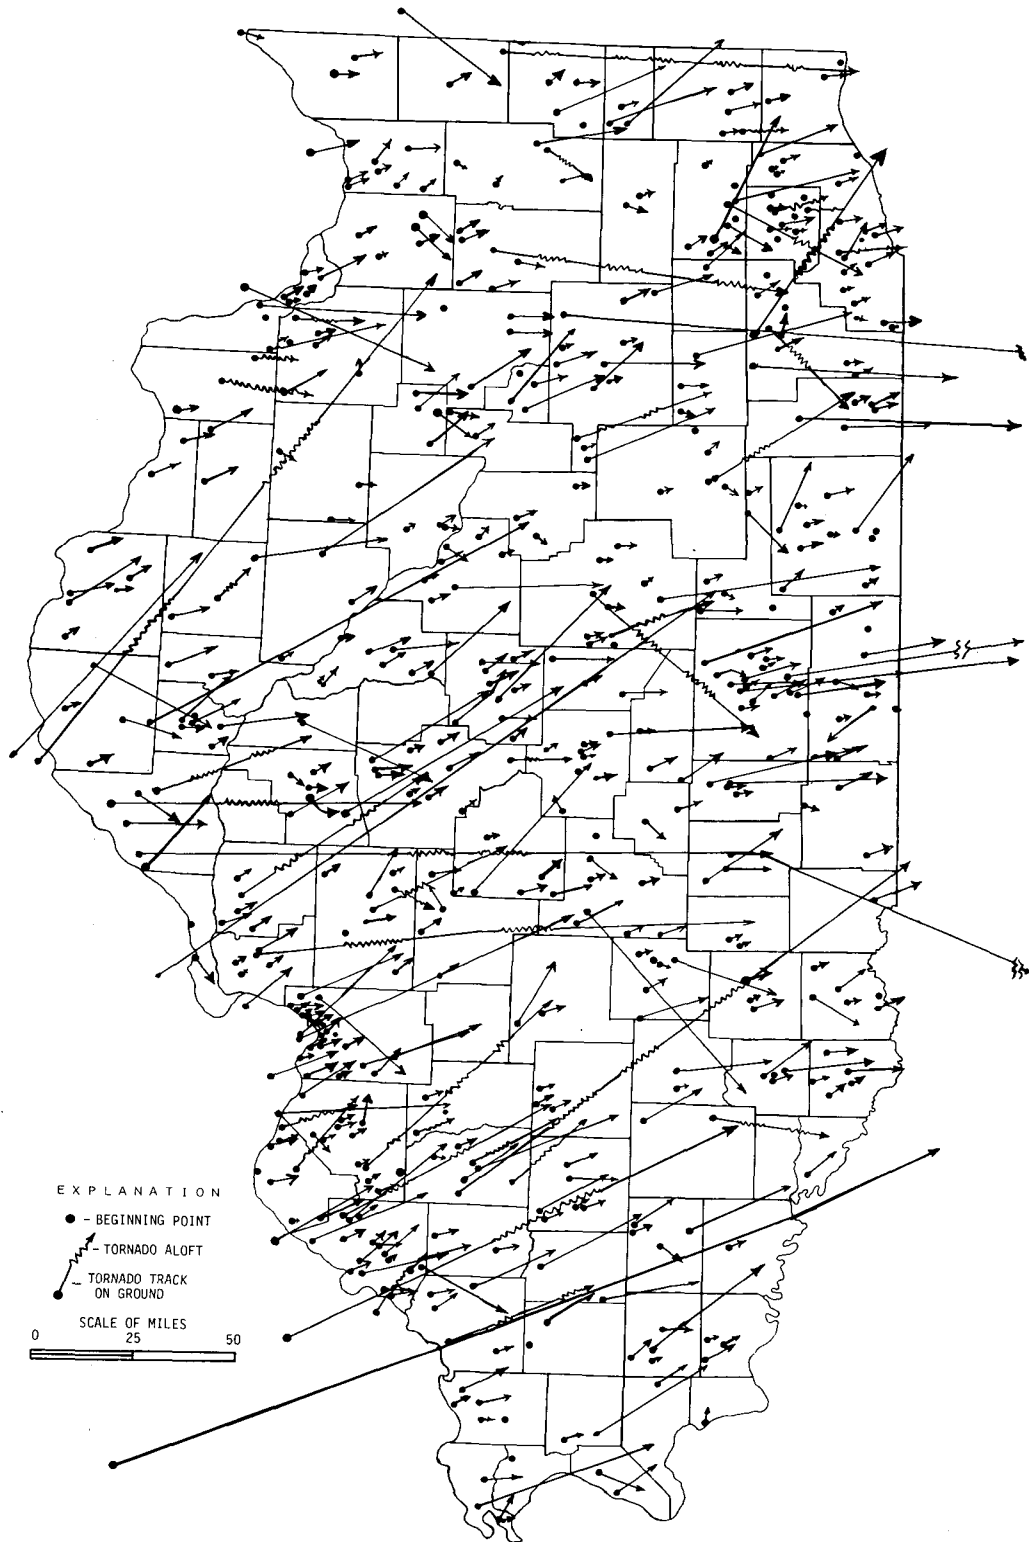 EXPLANATION
- BEGINNING POINT
- TORNADO ALOFT
- TORNADO TRACK
ON GROUND
SCALE OF MILES
0 25 50